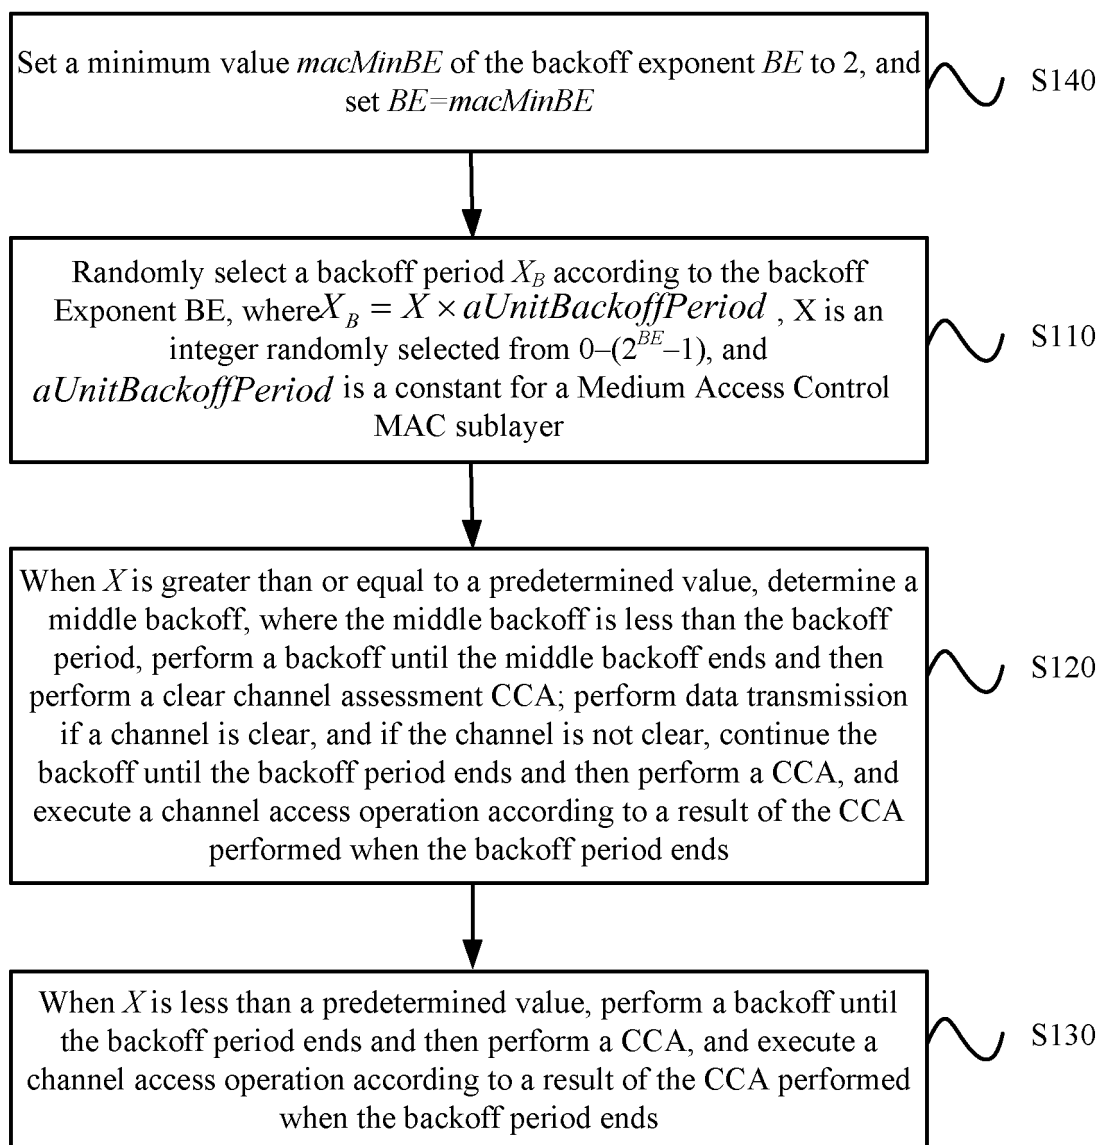 Set a minimum value macMinBE of the backoff exponent BE to 2, and
set BE=macMinBE
S140
Randomly select a backoff period X_B according to the backoff
Exponent BE, where X_B = X × aUnitBackoffPeriod , X is an
integer randomly selected from 0–(2^BE–1), and
aUnitBackoffPeriod is a constant for a Medium Access Control
MAC sublayer
S110
When X is greater than or equal to a predetermined value, determine a
middle backoff, where the middle backoff is less than the backoff
period, perform a backoff until the middle backoff ends and then
perform a clear channel assessment CCA; perform data transmission
if a channel is clear, and if the channel is not clear, continue the
backoff until the backoff period ends and then perform a CCA, and
execute a channel access operation according to a result of the CCA
performed when the backoff period ends
S120
When X is less than a predetermined value, perform a backoff until
the backoff period ends and then perform a CCA, and execute a
channel access operation according to a result of the CCA performed
when the backoff period ends
S130